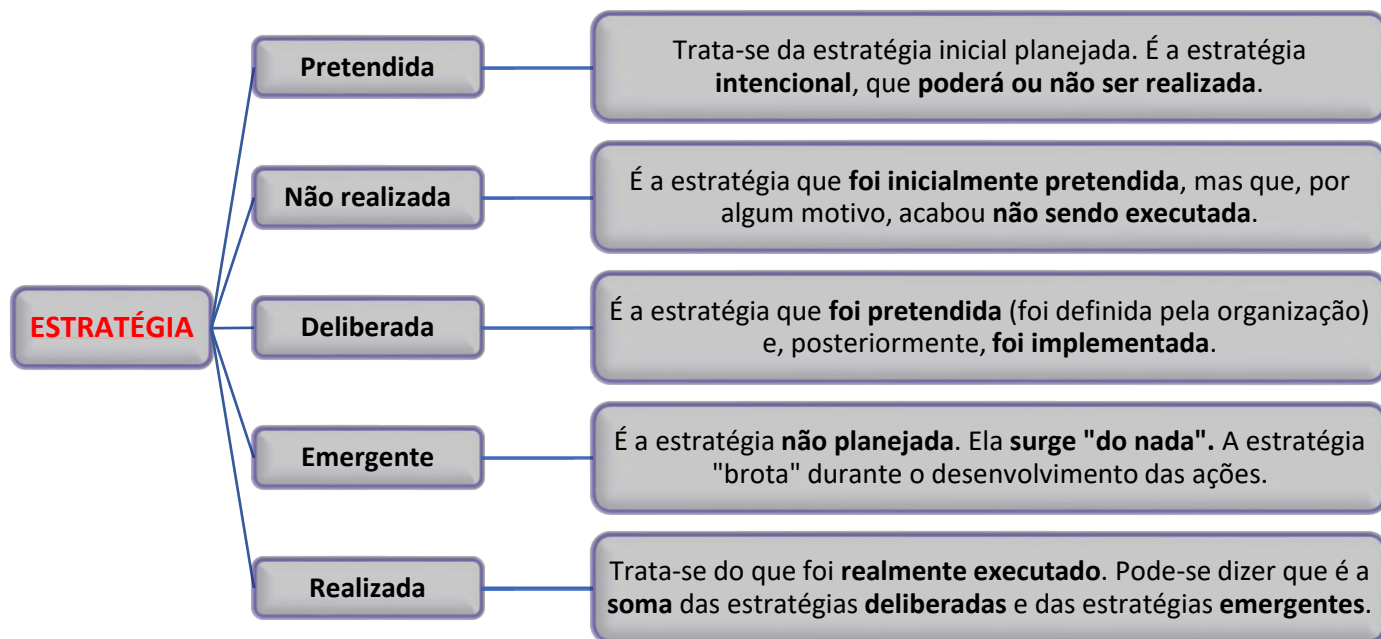 ESTRATÉGIA
Pretendida
Trata-se da estratégia inicial planejada. É a estratégia
intencional, que poderá ou não ser realizada.
Não realizada
É a estratégia que foi inicialmente pretendida, mas que, por
algum motivo, acabou não sendo executada.
Deliberada
É a estratégia que foi pretendida (foi definida pela organização)
e, posteriormente, foi implementada.
Emergente
É a estratégia não planejada. Ela surge "do nada". A estratégia
"brota" durante o desenvolvimento das ações.
Realizada
Trata-se do que foi realmente executado. Pode-se dizer que é a
soma das estratégias deliberadas e das estratégias emergentes.